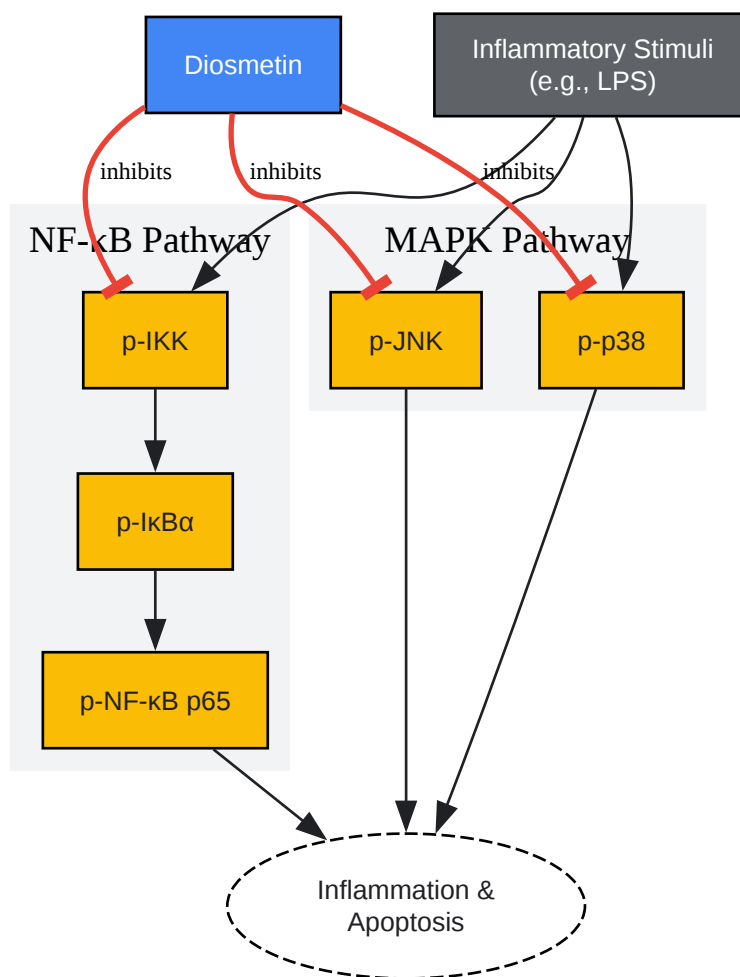 Diosmetin
Inflammatory Stimuli
(e.g., LPS)
inhibits
inhibits
inhibits
NF-κB Pathway
MAPK Pathway
p-IKK
p-JNK
p-p38
p-IκBα
p-NF-κB p65
Inflammation &
Apoptosis